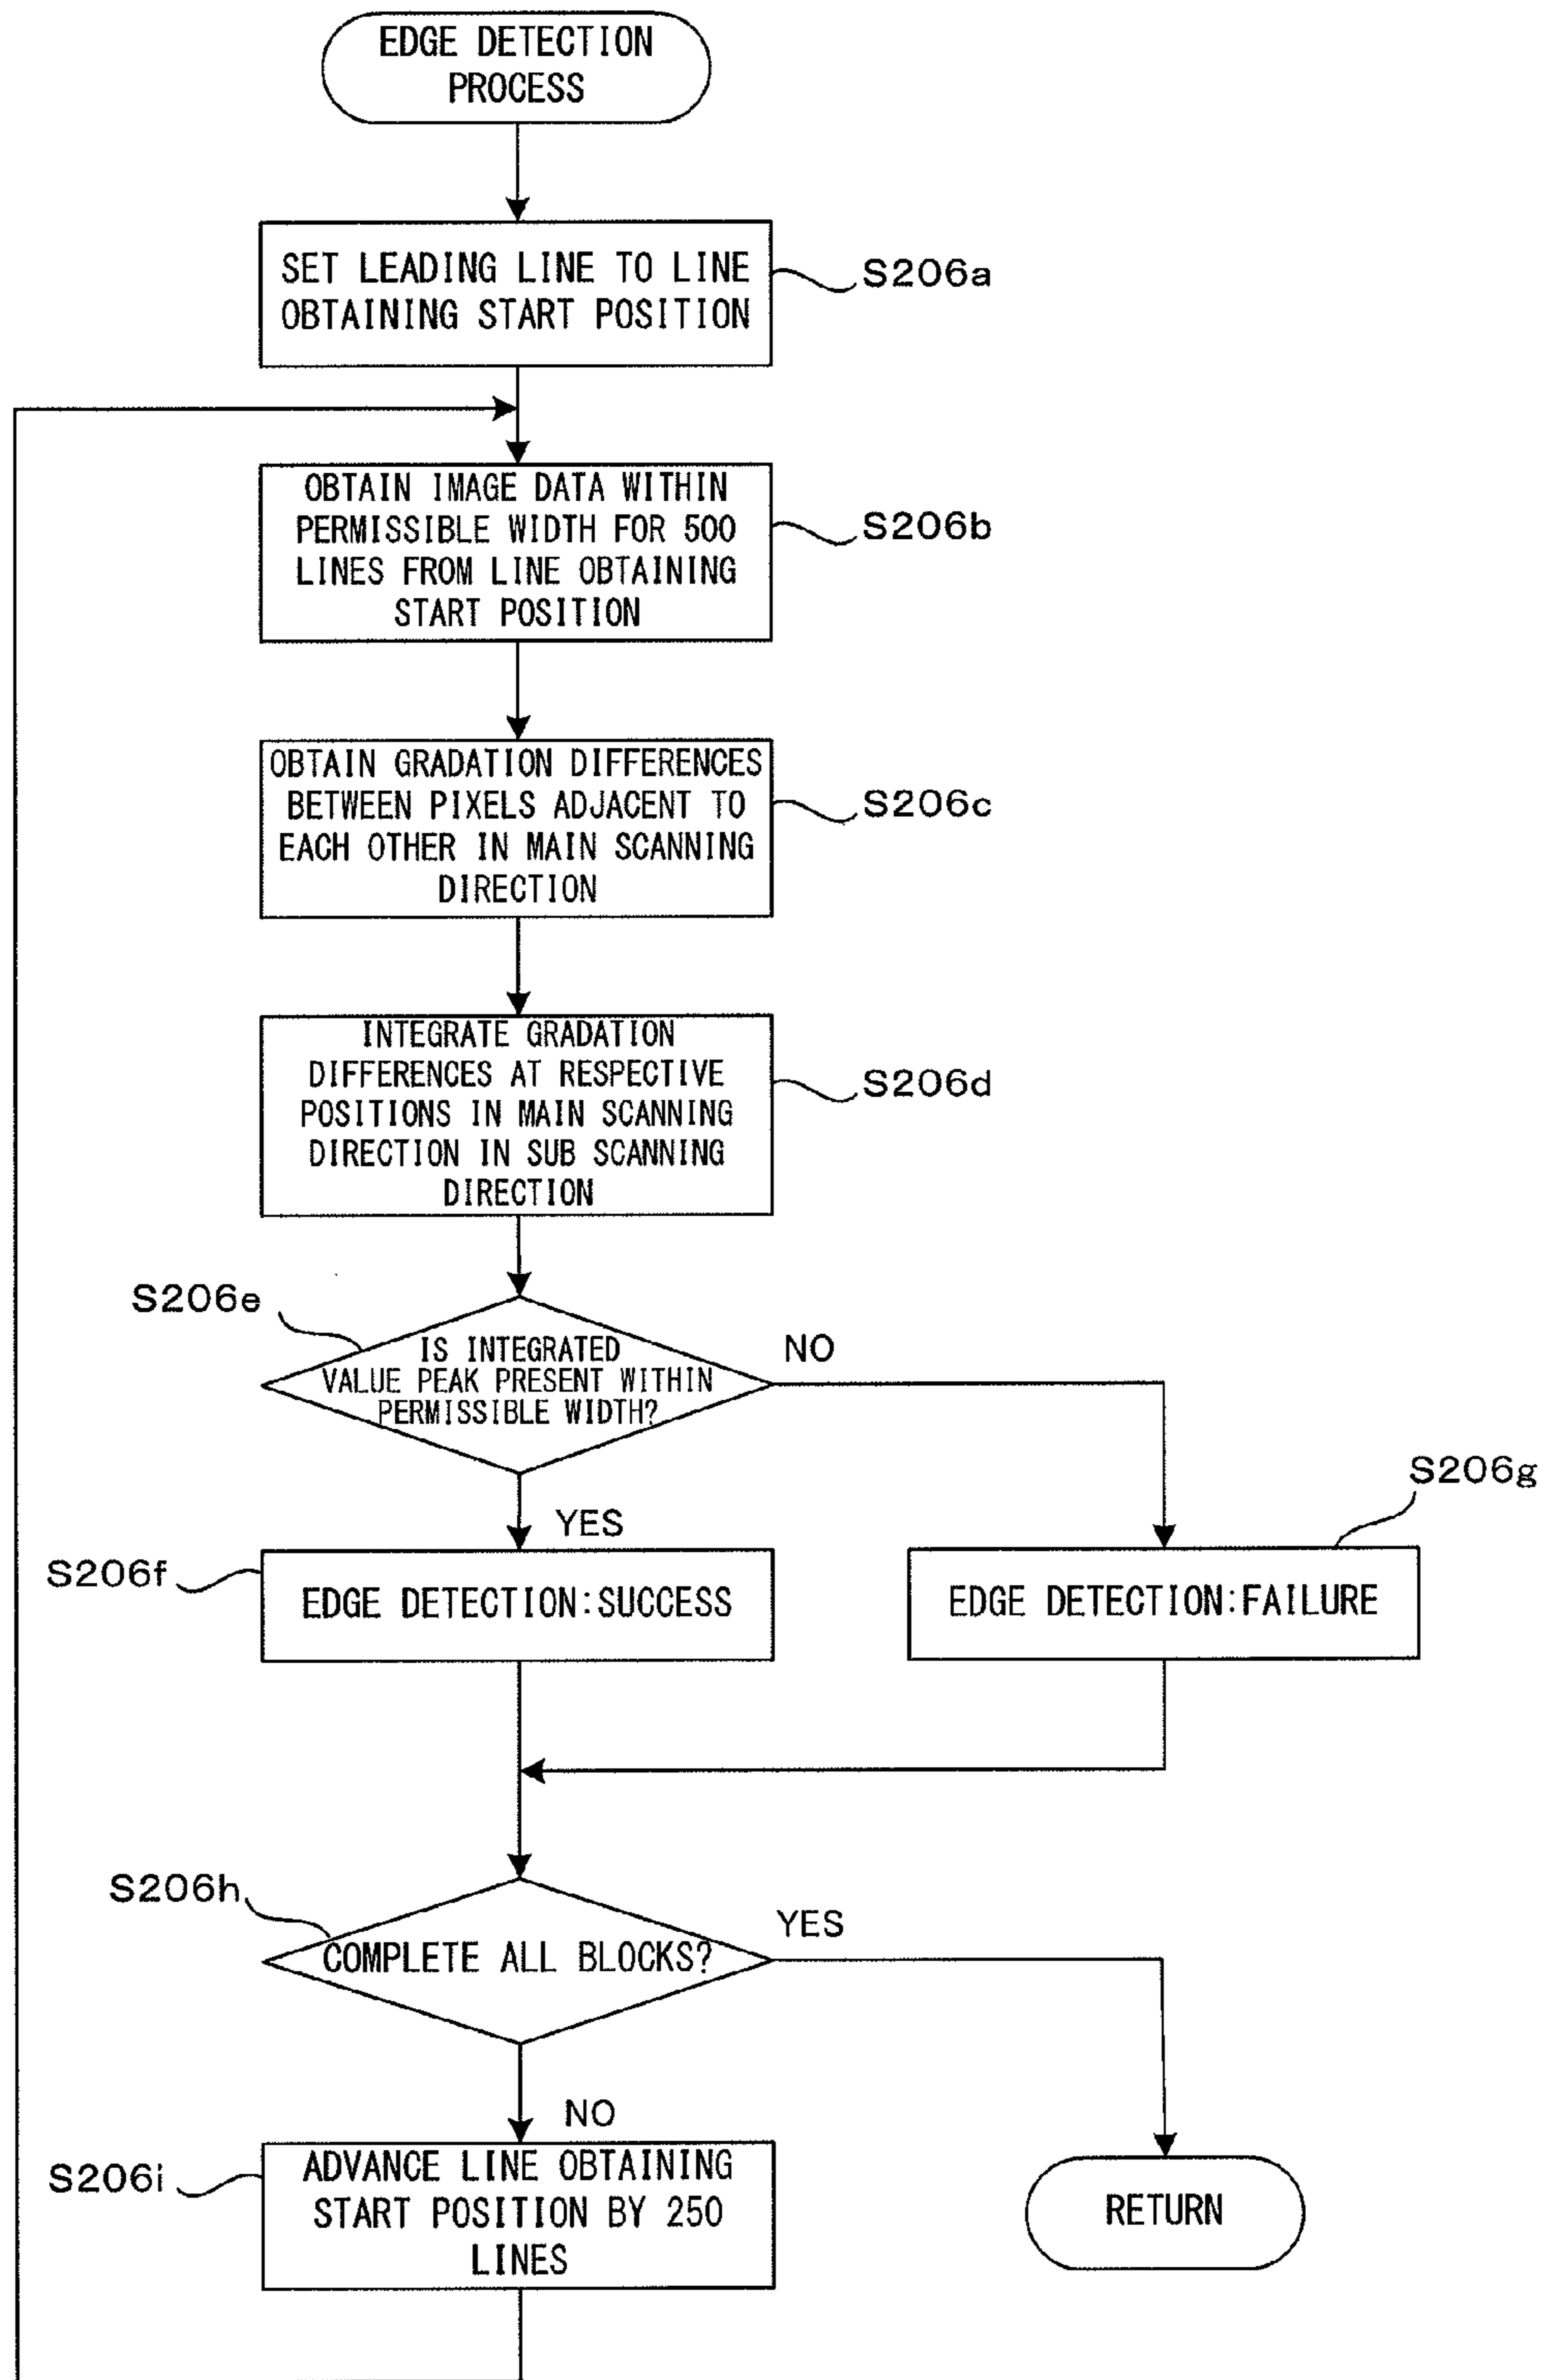 EDGE DETECTION
PROCESS
SET LEADING LINE TO LINE
OBTAINING START POSITION
S206a
OBTAIN IMAGE DATA WITHIN
PERMISSIBLE WIDTH FOR 500
LINES FROM LINE OBTAINING
START POSITION
S206b
OBTAIN GRADATION DIFFERENCES
BETWEEN PIXELS ADJACENT TO
EACH OTHER IN MAIN SCANNING
DIRECTION
S206c
INTEGRATE GRADATION
DIFFERENCES AT RESPECTIVE
POSITIONS IN MAIN SCANNING
DIRECTION IN SUB SCANNING
DIRECTION
S206d
S206e
IS INTEGRATED
VALUE PEAK PRESENT WITHIN
PERMISSIBLE WIDTH?
NO
YES
S206f
EDGE DETECTION:SUCCESS
S206g
EDGE DETECTION:FAILURE
S206h
COMPLETE ALL BLOCKS?
YES
NO
S206i
ADVANCE LINE OBTAINING
START POSITION BY 250
LINES
RETURN